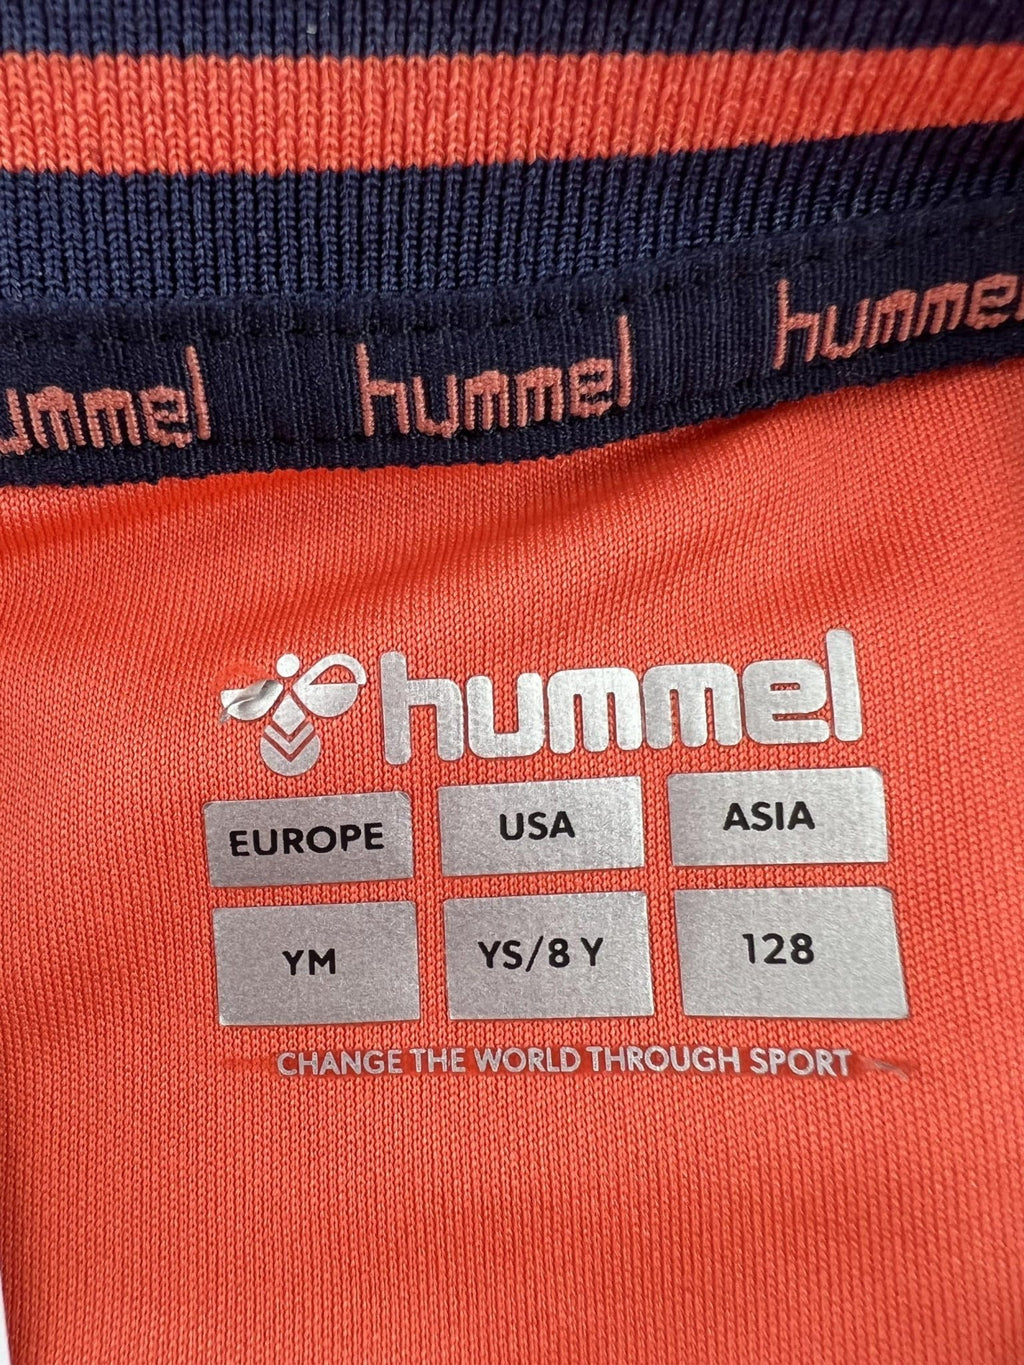 hummel hummel hummel
hummel
EUROPE USA ASIA
YM YS/8 Y 128
CHANGE THE WORLD THROUGH SPORT